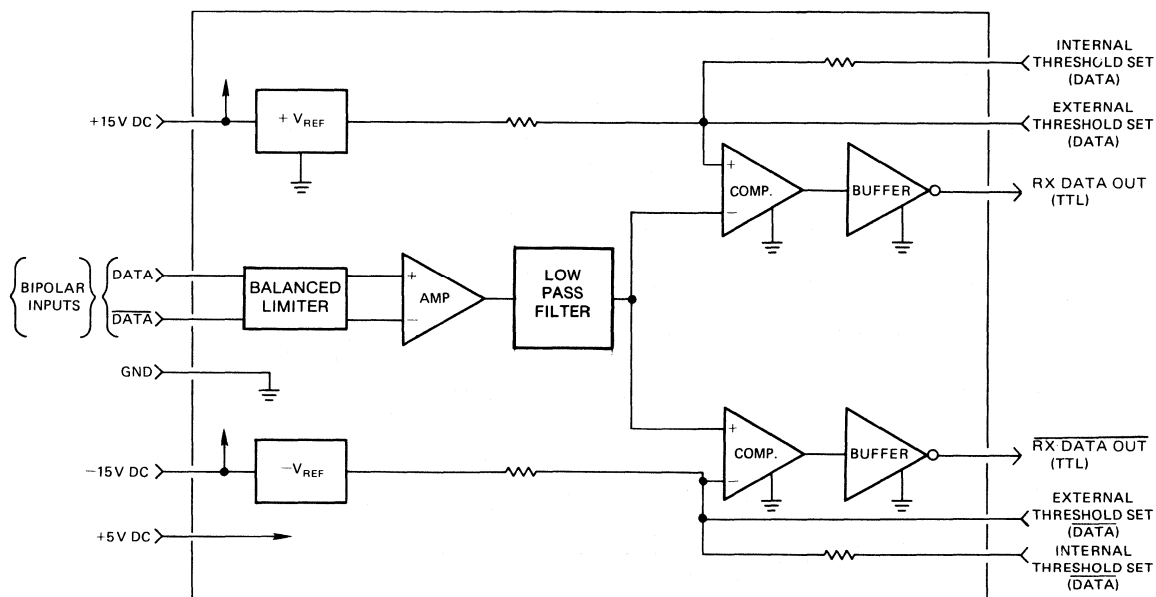 INTERNAL
THRESHOLD SET
(DATA)
+15V DC
+ VREF
EXTERNAL
THRESHOLD SET
(DATA)
+
COMP.
−
BUFFER
RX DATA OUT
(TTL)
BIPOLAR
INPUTS
DATA
DATA
BALANCED
LIMITER
+
AMP
−
LOW
PASS
FILTER
GND
−15V DC
−VREF
+
COMP.
−
BUFFER
RX DATA OUT
(TTL)
+5V DC
EXTERNAL
THRESHOLD SET
(DATA)
INTERNAL
THRESHOLD SET
(DATA)